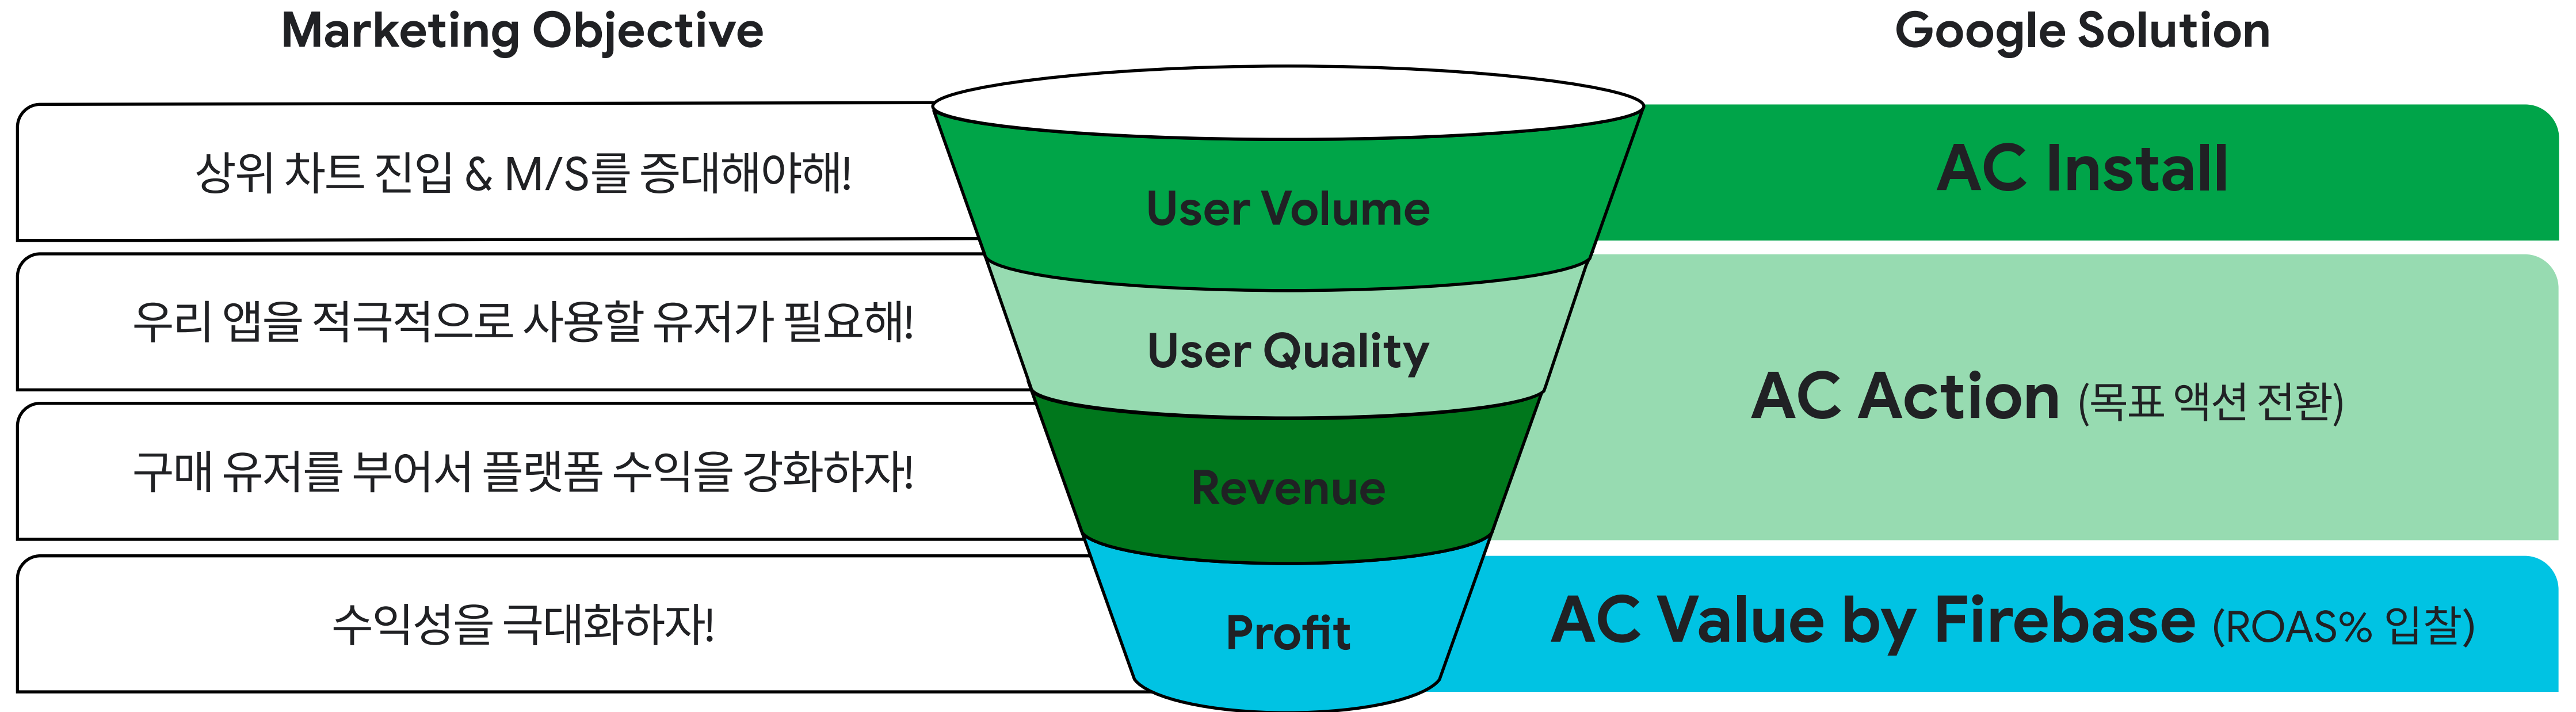 Marketing Objective
Google Solution
상위 차트 진입 & M/S를 증대해야해!
User Volume
AC Install
우리 앱을 적극적으로 사용할 유저가 필요해!
User Quality
AC Action (목표 액션 전환)
구매 유저를 부어서 플랫폼 수익을 강화하자!
Revenue
수익성을 극대화하자!
Profit
AC Value by Firebase (ROAS% 입찰)